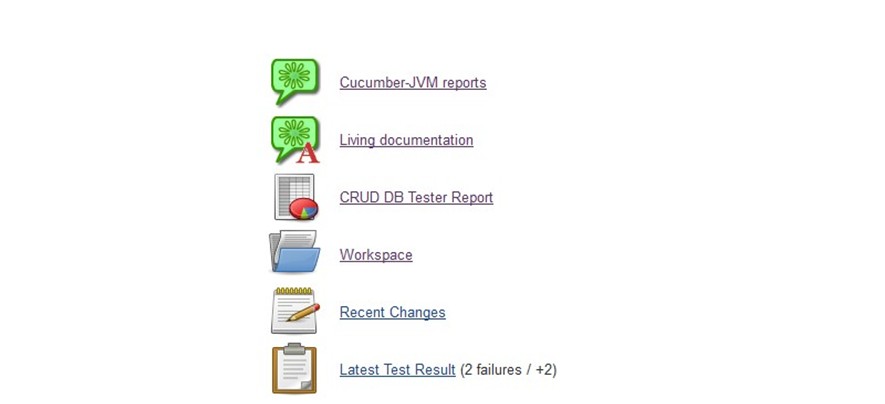 Cucumber-JVM reports
Living documentation
CRUD DB Tester Report
Workspace
Recent Changes
Latest Test Result (2 failures / +2)